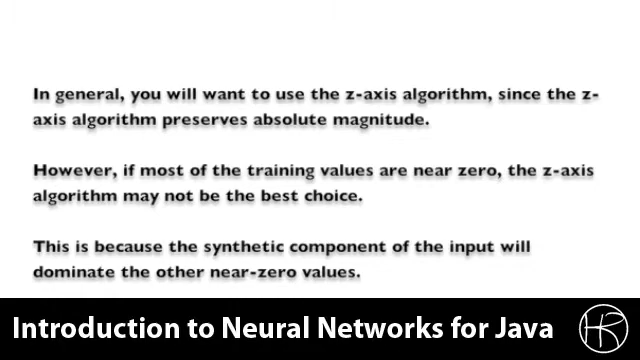 In general, you will want to use the z-axis algorithm, since the z-
axis algorithm preserves absolute magnitude.
However, if most of the training values are near zero, the z-axis
algorithm may not be the best choice.
This is because the synthetic component of the input will
dominate the other near-zero values.
Introduction to Neural Networks for Java